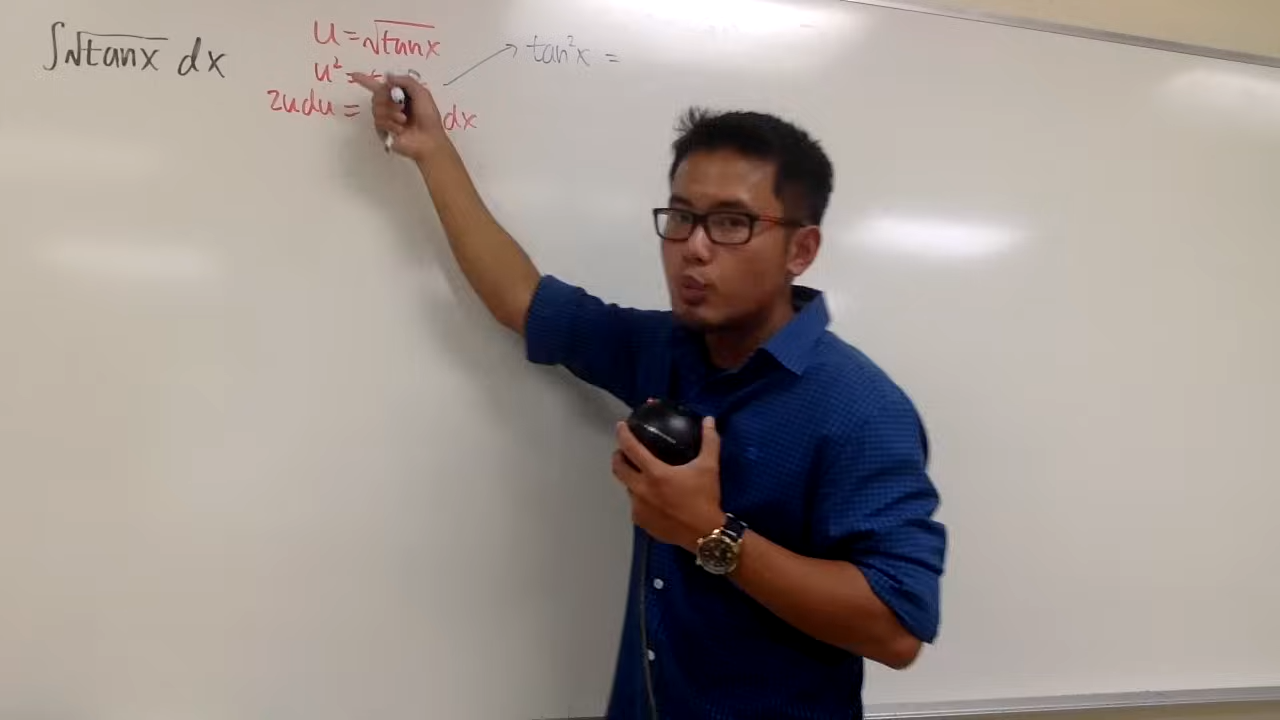 ∫√tanx dx
u = √tanx
u² =
2udu = dx
tan²x =